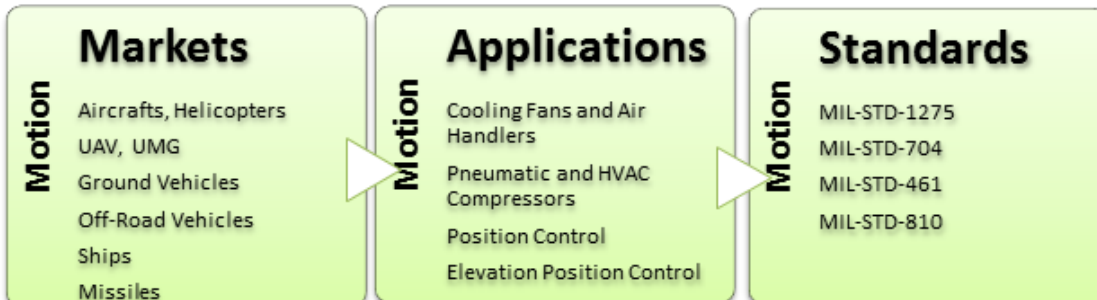 Markets
Motion
Aircrafts, Helicopters
UAV, UMG
Ground Vehicles
Off-Road Vehicles
Ships
Missiles
Applications
Motion
Cooling Fans and Air
Handlers
Pneumatic and HVAC
Compressors
Position Control
Elevation Position Control
Standards
Motion
MIL-STD-1275
MIL-STD-704
MIL-STD-461
MIL-STD-810